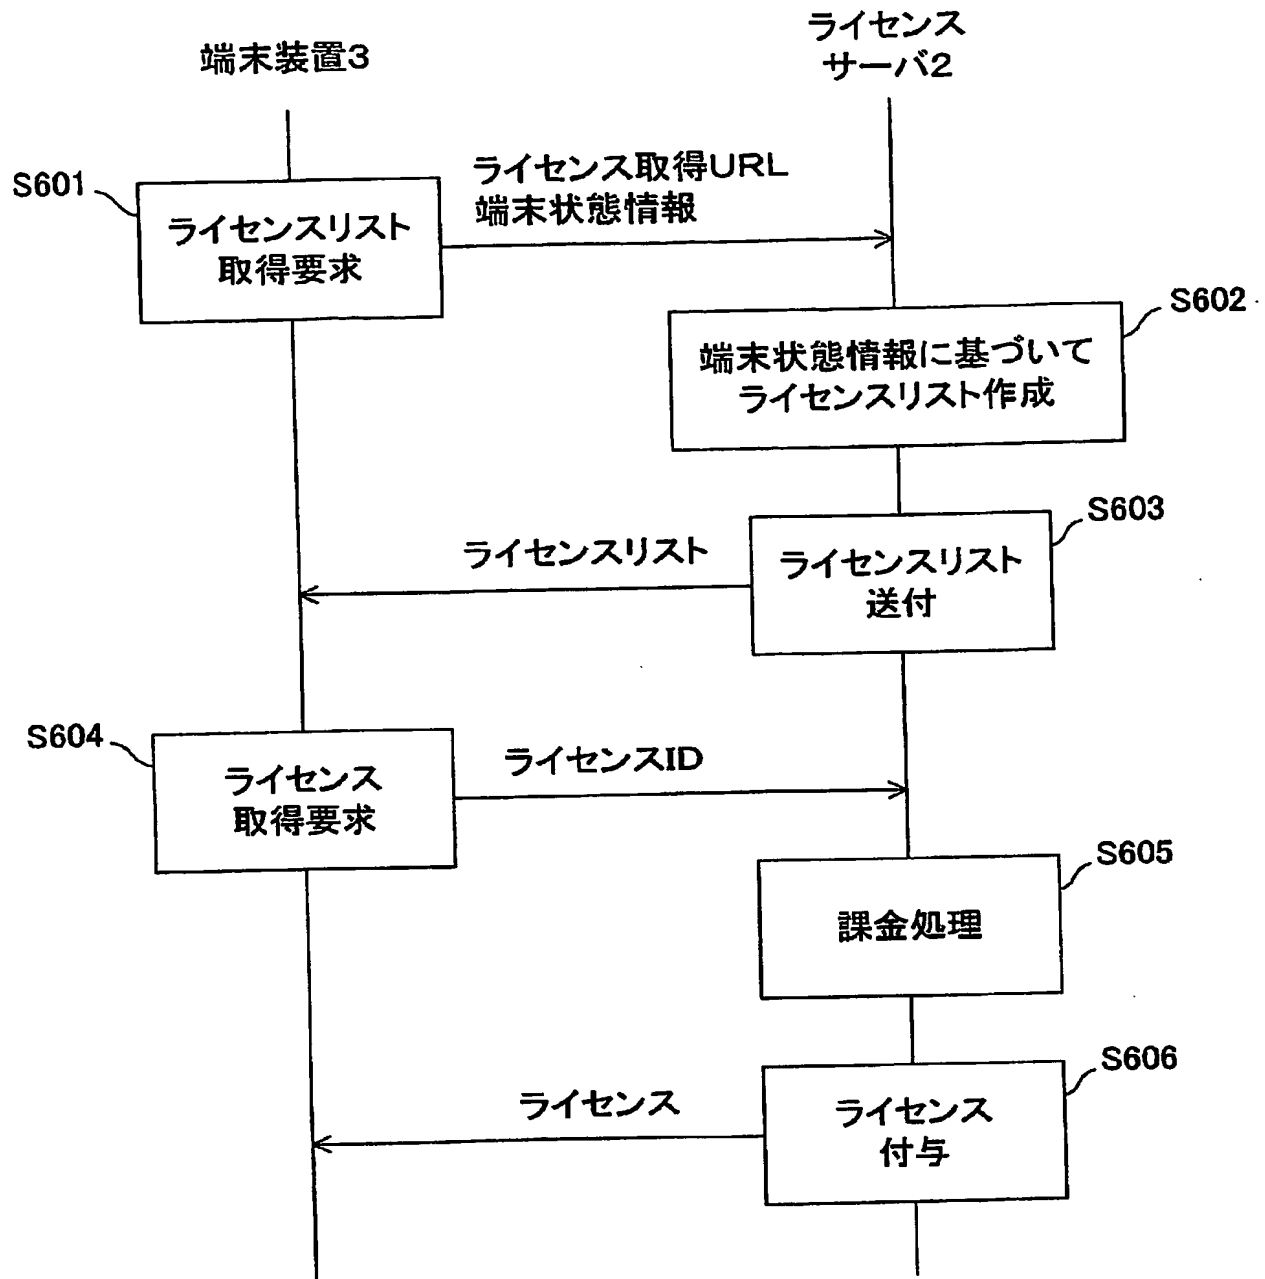 端末装置3
ライセンス
サーバ2
S601
ライセンスリスト
取得要求
ライセンス取得URL
端末状態情報
S602
端末状態情報に基づいて
ライセンスリスト作成
S603
ライセンスリスト
送付
ライセンスリスト
S604
ライセンス
取得要求
ライセンスID
S605
課金処理
S606
ライセンス
付与
ライセンス